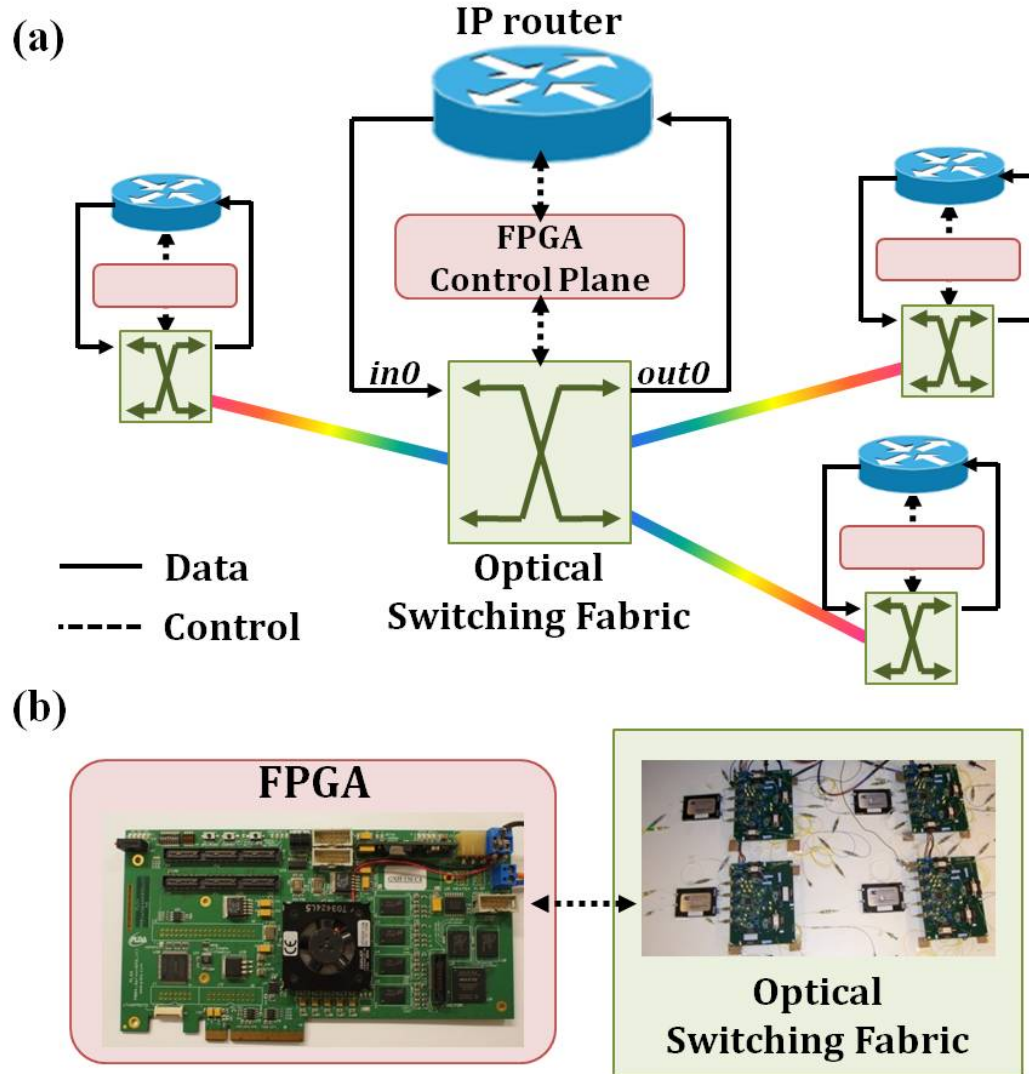 (a)
IP router
FPGA
Control Plane
in0
out0
Optical
Switching Fabric
Data
Control
(b)
FPGA
Optical
Switching Fabric